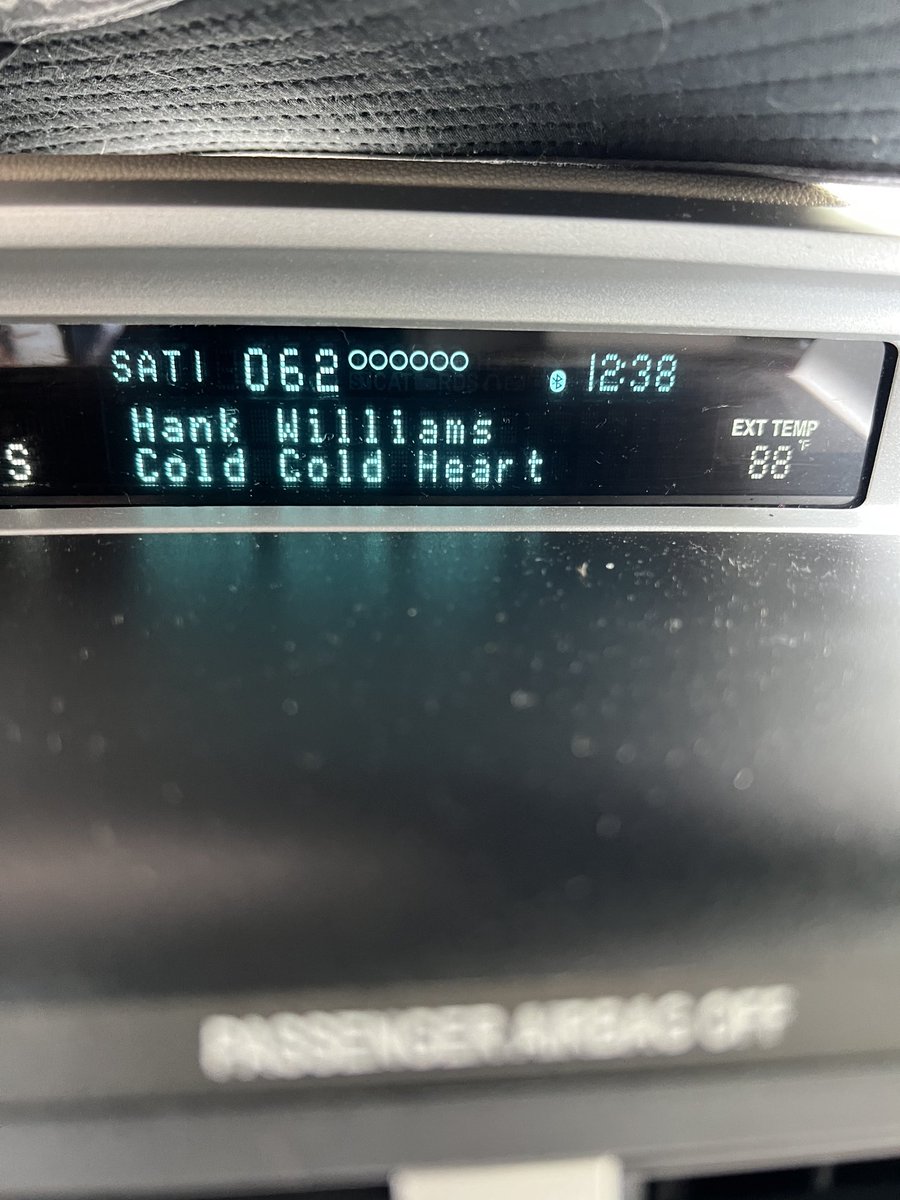 SAT1 062 12:38
Hank Williams
EXT TEMP
S Cold Cold Heart 88 °F
PASSENGER AIRBAG OFF